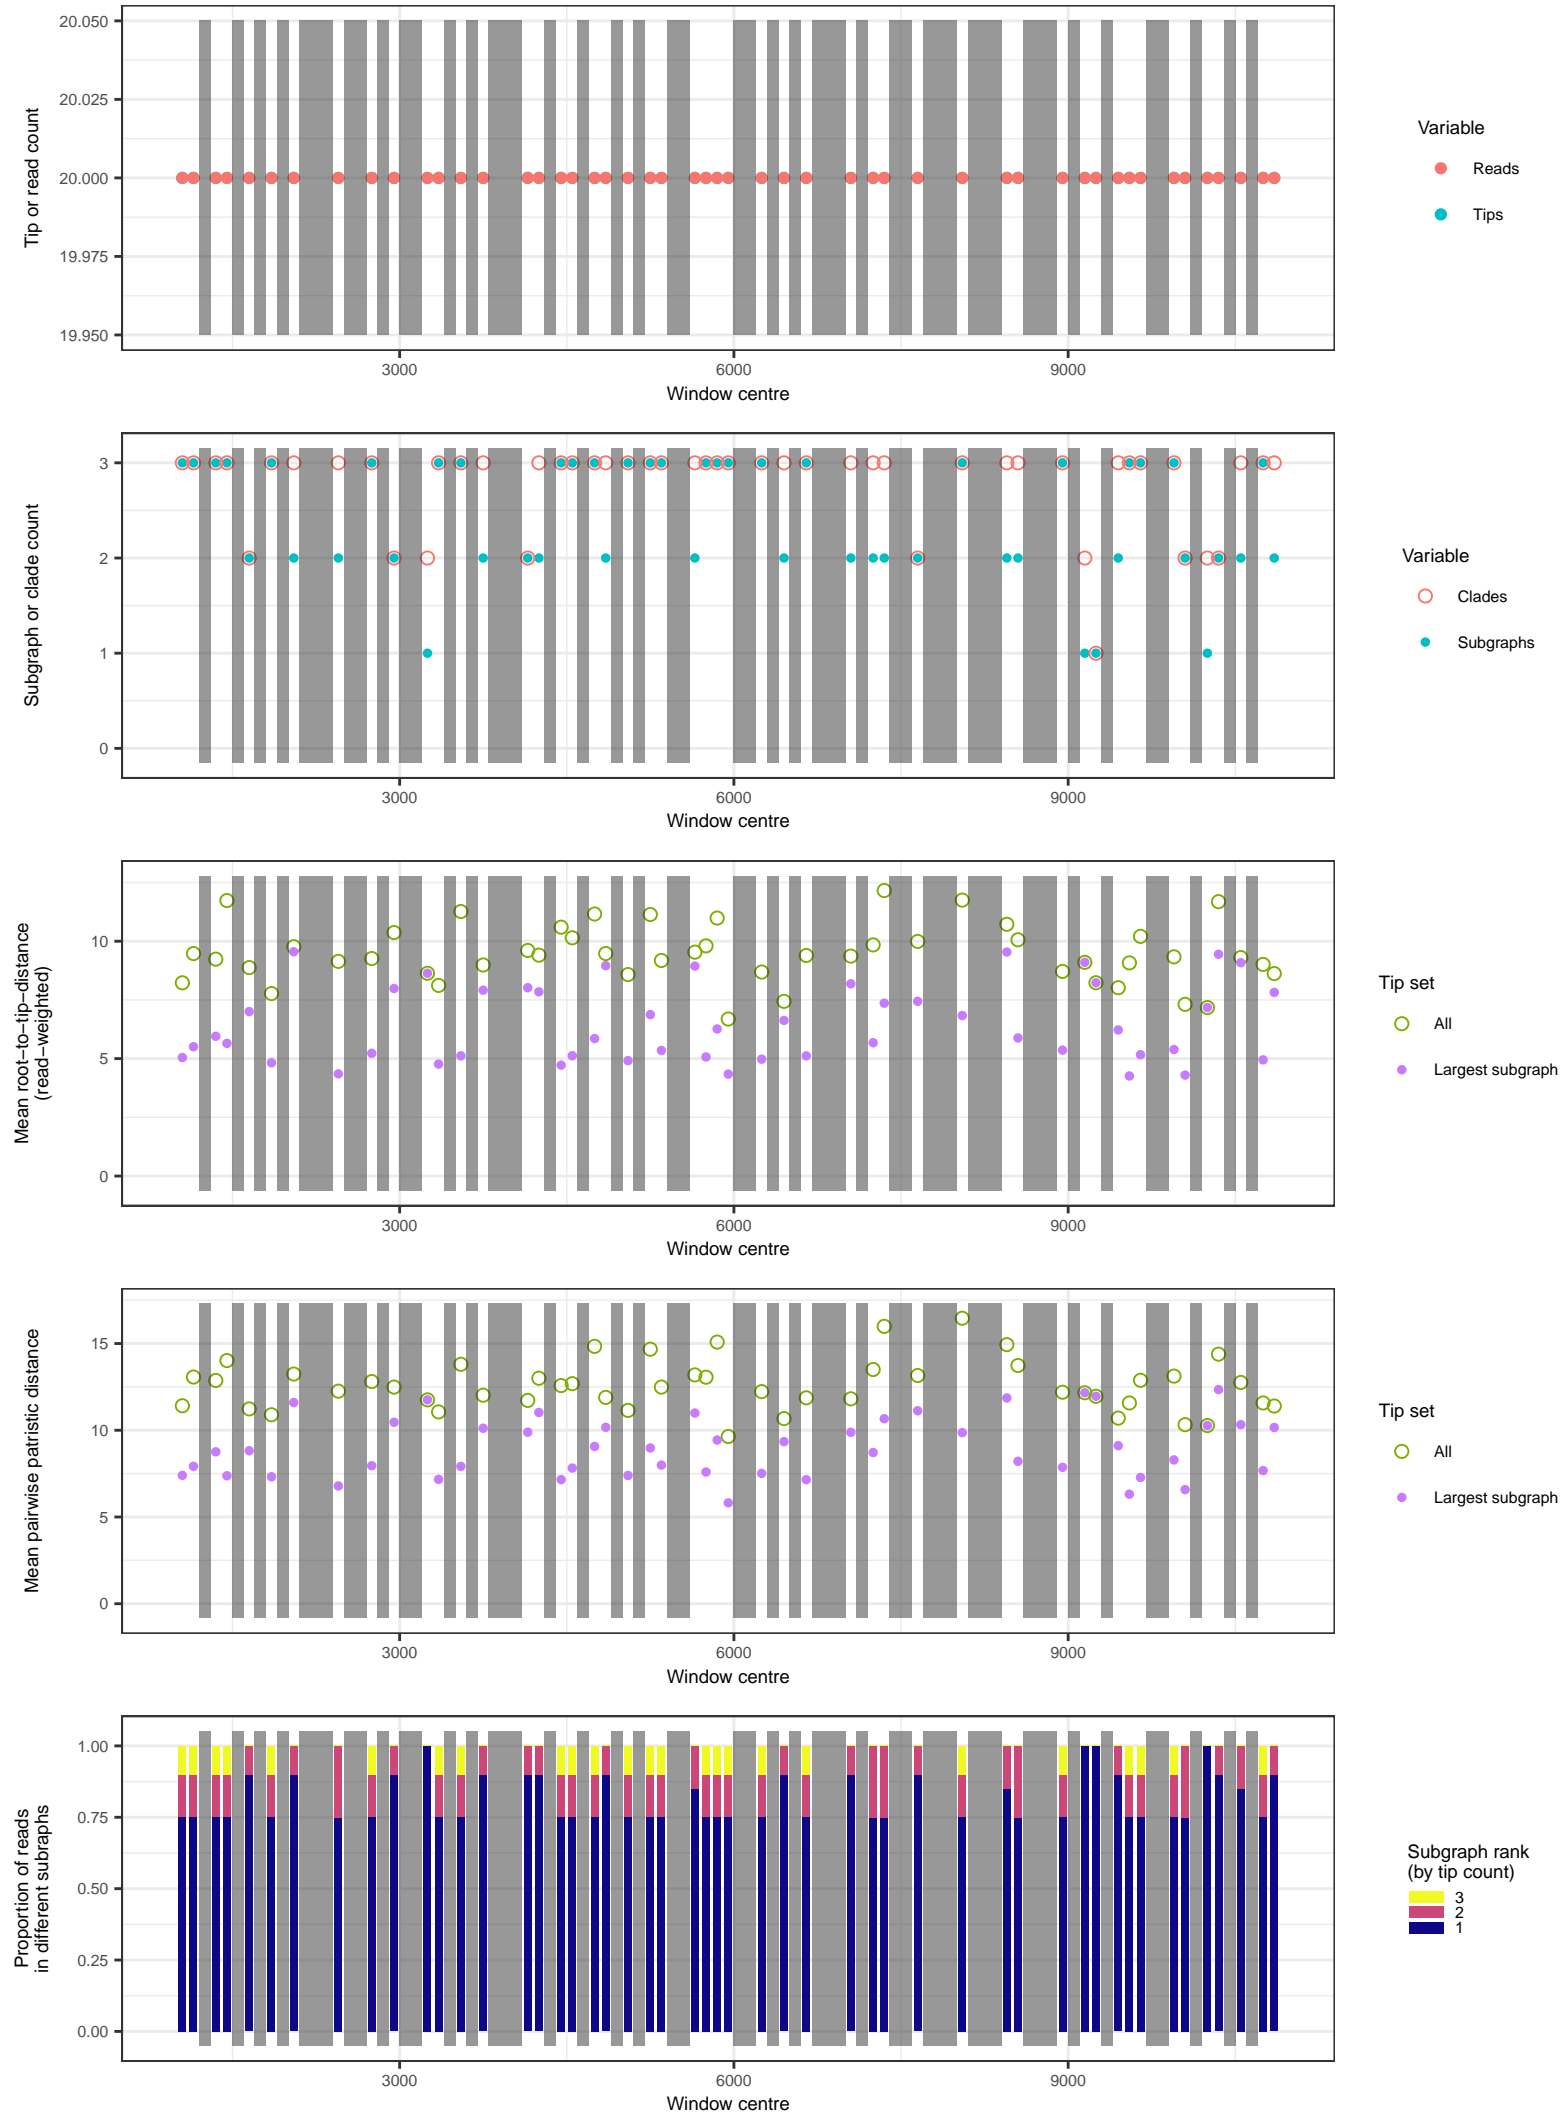 20.050
20.025
20.000
19.975
19.950
Tip or read count
3000
6000
9000
Window centre
Variable
Reads
Tips
3
2
1
0
Subgraph or clade count
3000
6000
9000
Window centre
Variable
Clades
Subgraphs
10
5
0
Mean root−to−tip−distance
(read−weighted)
3000
6000
9000
Window centre
Tip set
All
Largest subgraph
15
10
5
0
Mean pairwise patristic distance
3000
6000
9000
Window centre
Tip set
All
Largest subgraph
1.00
0.75
0.50
0.25
0.00
Proportion of reads
in different subraphs
3000
6000
9000
Window centre
Subgraph rank
(by tip count)
3
2
1